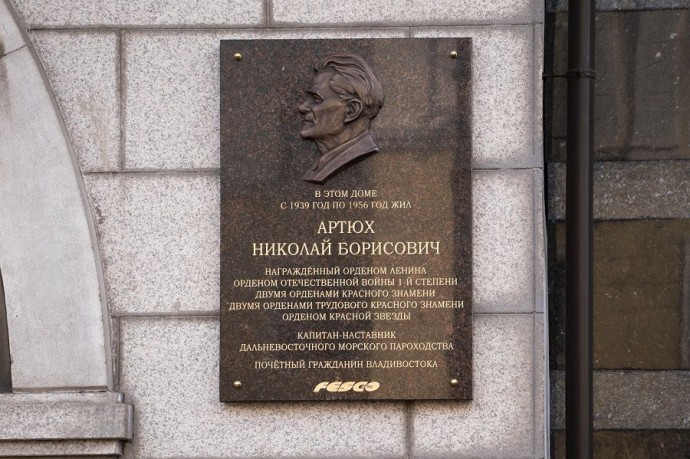 В ЭТОМ ДОМЕ
С 1939 ГОД ПО 1956 ГОД ЖИЛ
АРТЮХ
НИКОЛАЙ БОРИСОВИЧ
НАГРАЖДЁННЫЙ ОРДЕНОМ ЛЕНИНА
ОРДЕНОМ ОТЕЧЕСТВЕННОЙ ВОЙНЫ 1-Й СТЕПЕНИ
ДВУМЯ ОРДЕНАМИ КРАСНОГО ЗНАМЕНИ
ДВУМЯ ОРДЕНАМИ ТРУДОВОГО КРАСНОГО ЗНАМЕНИ
ОРДЕНОМ КРАСНОЙ ЗВЕЗДЫ
КАПИТАН-НАСТАВНИК
ДАЛЬНЕВОСТОЧНОГО МОРСКОГО ПАРОХОДСТВА
ПОЧЁТНЫЙ ГРАЖДАНИН ВЛАДИВОСТОКА
FESCO